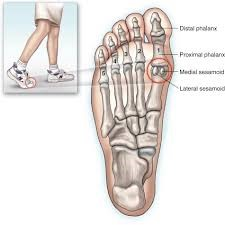 Distal phalanx
Proximal phalanx
Medial sesamoid
Lateral sesamoid